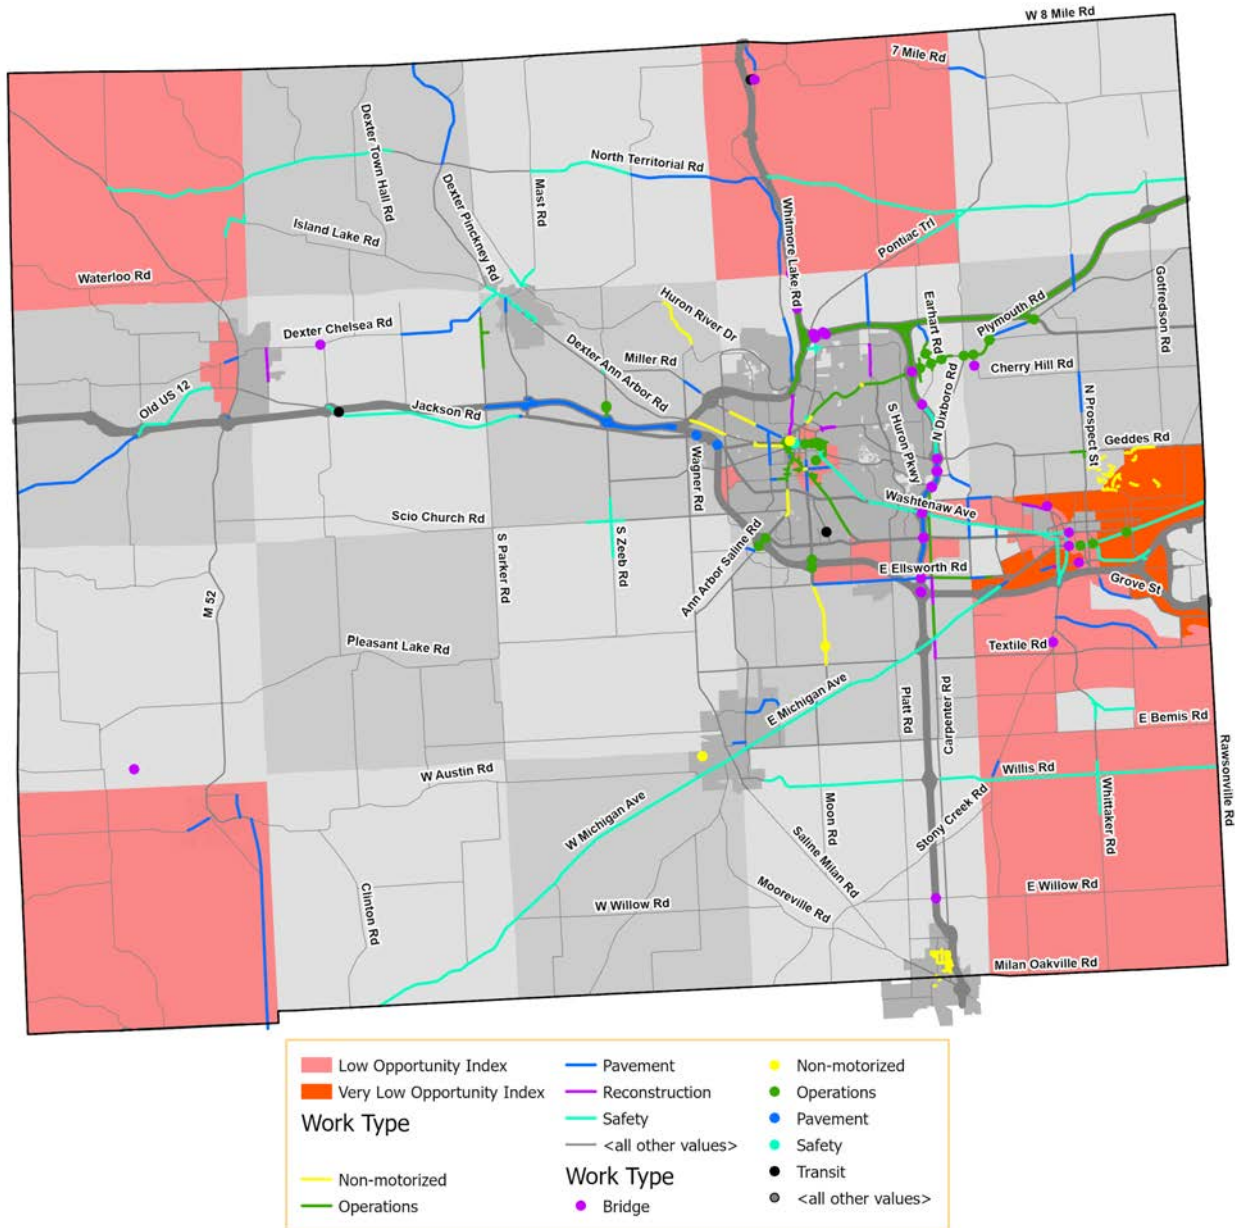 W 8 Mile Rd
7 Mile Rd
Dexter Town Hall Rd
North Territorial Rd
Mast Rd
Dexter Pinckney Rd
Island Lake Rd
Whitmore Lake Rd
Pontiac Trl
Waterloo Rd
Gotfredson Rd
Huron River Dr
Earhart Rd
Plymouth Rd
Dexter Chelsea Rd
Miller Rd
Cherry Hill Rd
Dexter Ann Arbor Rd
N Dixboro Rd
N Prospect St
Old US 12
Jackson Rd
S Huron Pkwy
Geddes Rd
Wagner Rd
Washtenaw Ave
Scio Church Rd
S Parker Rd
S Zeeb Rd
Ann Arbor Saline Rd
E Ellsworth Rd
Grove St
M 52
Pleasant Lake Rd
Textile Rd
E Michigan Ave
Platt Rd
Carpenter Rd
E Bemis Rd
W Austin Rd
Willis Rd
Rawsonville Rd
W Michigan Ave
Moon Rd
Stony Creek Rd
Whittaker Rd
Saline Milan Rd
Clinton Rd
W Willow Rd
Mooreville Rd
E Willow Rd
Milan Oakville Rd
Low Opportunity Index
Very Low Opportunity Index
Work Type
Non-motorized
Operations
Pavement
Reconstruction
Safety
<all other values>
Work Type
Bridge
Non-motorized
Operations
Pavement
Safety
Transit
<all other values>